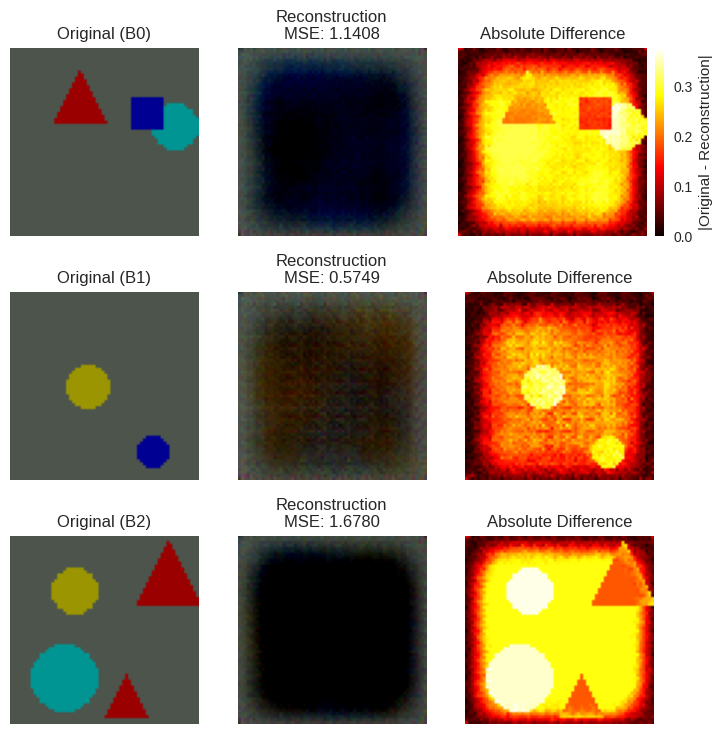 Original (B0)
Reconstruction
MSE: 1.1408
Absolute Difference
0.3
0.2
0.1
0.0
|Original - Reconstruction|
Original (B1)
Reconstruction
MSE: 0.5749
Absolute Difference
Original (B2)
Reconstruction
MSE: 1.6780
Absolute Difference